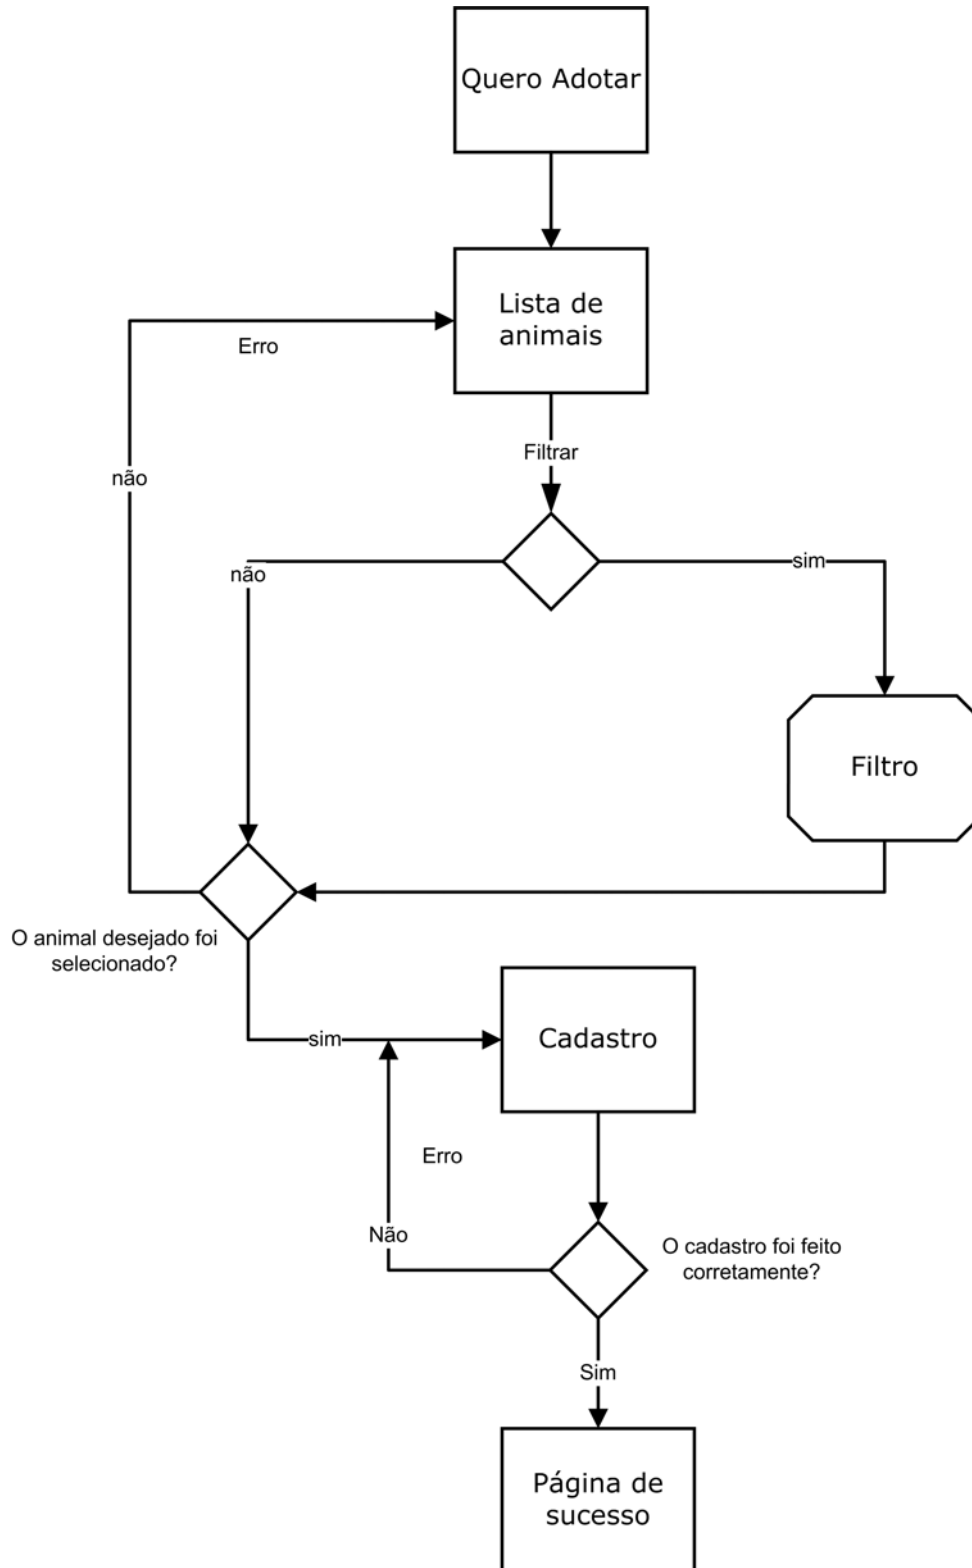 Quero Adotar
Lista de
animais
Erro
Filtrar
não
não
sim
Filtro
O animal desejado foi
selecionado?
sim
Cadastro
Erro
Não
O cadastro foi feito
corretamente?
Sim
Página de
sucesso